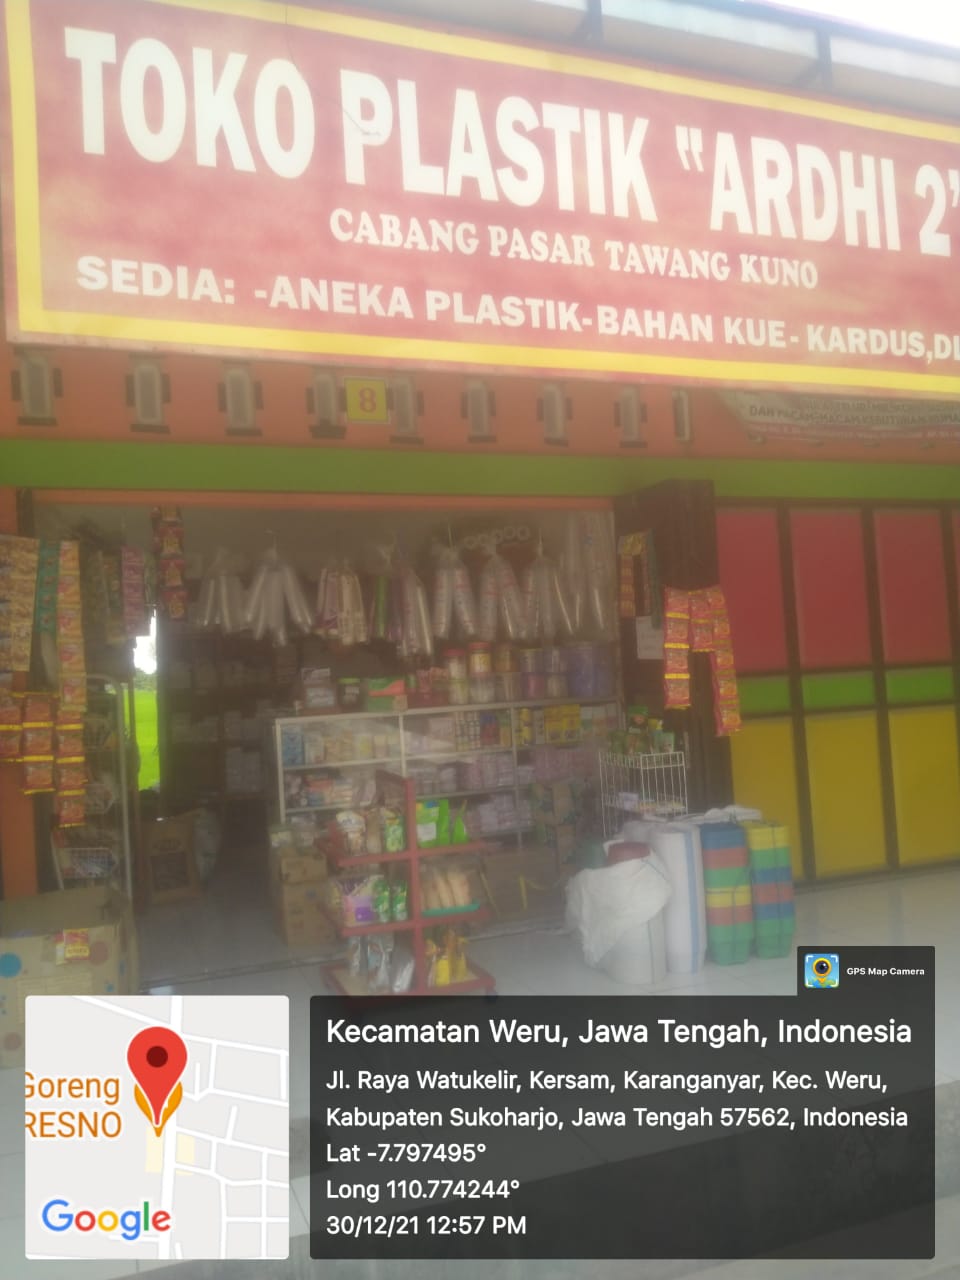 TOKO PLASTIK "ARDHI 2"
CABANG PASAR TAWANG KUNO
SEDIA: -ANEKA PLASTIK-BAHAN KUE- KARDUS,DL
8
GPS Map Camera
Kecamatan Weru, Jawa Tengah, Indonesia
Jl. Raya Watukelir, Kersam, Karanganyar, Kec. Weru,
Kabupaten Sukoharjo, Jawa Tengah 57562, Indonesia
Lat -7.797495°
Long 110.774244°
30/12/21 12:57 PM
Goreng
RESNO
Google